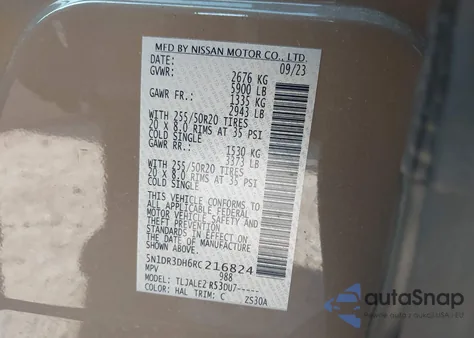 MFD BY NISSAN MOTOR CO., LTD.
DATE: 09/23
GVWR: 2676 KG
5900 LB
GAWR FR.: 1335 KG
2943 LB
WITH 255/50R20 TIRES
20 X 8.0 RIMS AT 35 PSI
COLD SINGLE
GAWR RR.: 1530 KG
3373 LB
WITH 255/50R20 TIRES
20 X 8.0 RIMS AT 35 PSI
COLD SINGLE
THIS VEHICLE CONFORMS TO
ALL APPLICABLE FEDERAL
MOTOR VEHICLE SAFETY AND
THEFT PREVENTION STANDARDS
IN EFFECT ON THE DATE OF
MANUFACTURE SHOWN ABOVE.
5N1DR3DH6RC216824
MPV 988
MODEL: TLJALEZ R53DU7-----
COLOR: HAL TRIM: C ZS30A
autoSnap